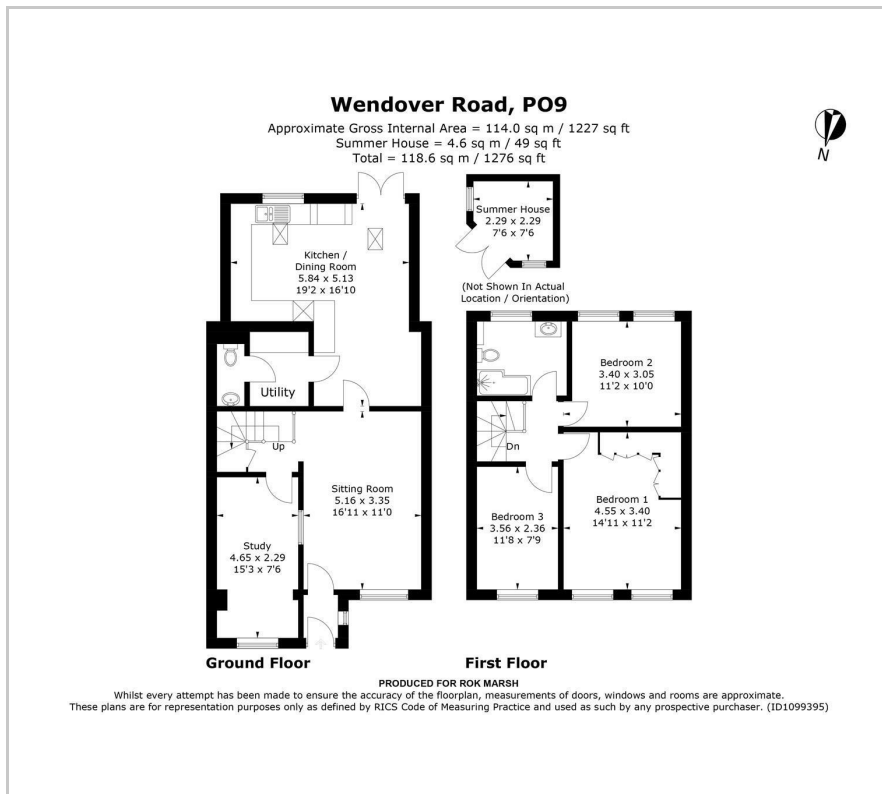 Wendover Road, PO9
Approximate Gross Internal Area = 114.0 sq m / 1227 sq ft
Summer House = 4.6 sq m / 49 sq ft
Total = 118.6 sq m / 1276 sq ft
N
Summer House
2.29 x 2.29
7'6 x 7'6
(Not Shown In Actual
Location / Orientation)
Kitchen /
Dining Room
5.84 x 5.13
19'2 x 16'10
Utility
Up
Sitting Room
5.16 x 3.35
16'11 x 11'0
Study
4.65 x 2.29
15'3 x 7'6
Bedroom 2
3.40 x 3.05
11'2 x 10'0
Dn
Bedroom 1
4.55 x 3.40
14'11 x 11'2
Bedroom 3
3.56 x 2.36
11'8 x 7'9
Ground Floor
First Floor
PRODUCED FOR ROK MARSH
Whilst every attempt has been made to ensure the accuracy of the floorplan, measurements of doors, windows and rooms are approximate.
These plans are for representation purposes only as defined by RICS Code of Measuring Practice and used as such by any prospective purchaser. (ID1099395)